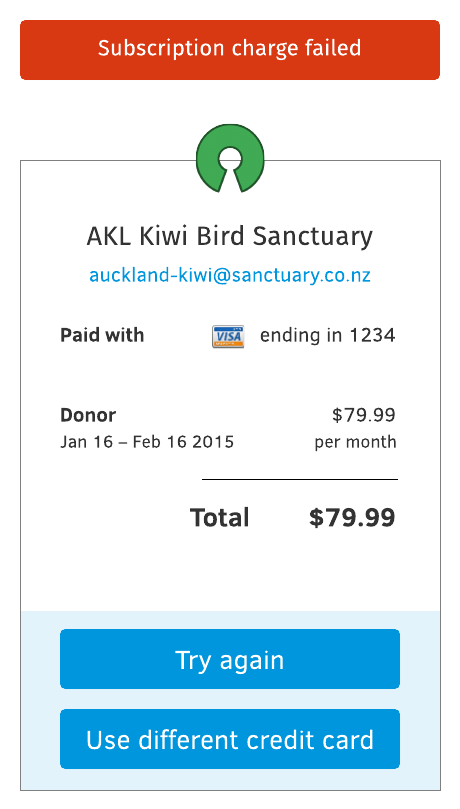 Subscription charge failed
AKL Kiwi Bird Sanctuary
auckland-kiwi@sanctuary.co.nz
Paid with VISA ending in 1234
Donor $79.99
Jan 16 – Feb 16 2015 per month
Total $79.99
Try again
Use different credit card